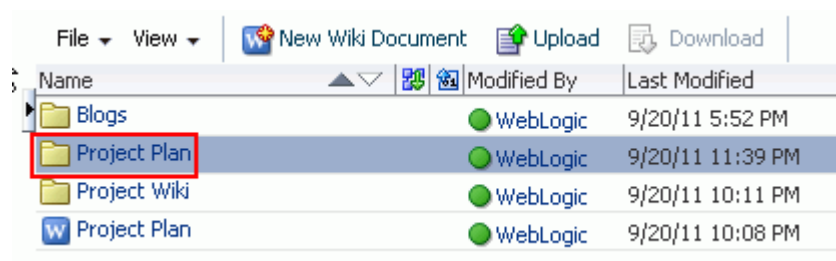 File View New Wiki Document Upload Download
Name Modified By Last Modified
Blogs WebLogic 9/20/11 5:52 PM
Project Plan WebLogic 9/20/11 11:39 PM
Project Wiki WebLogic 9/20/11 10:11 PM
Project Plan WebLogic 9/20/11 10:08 PM